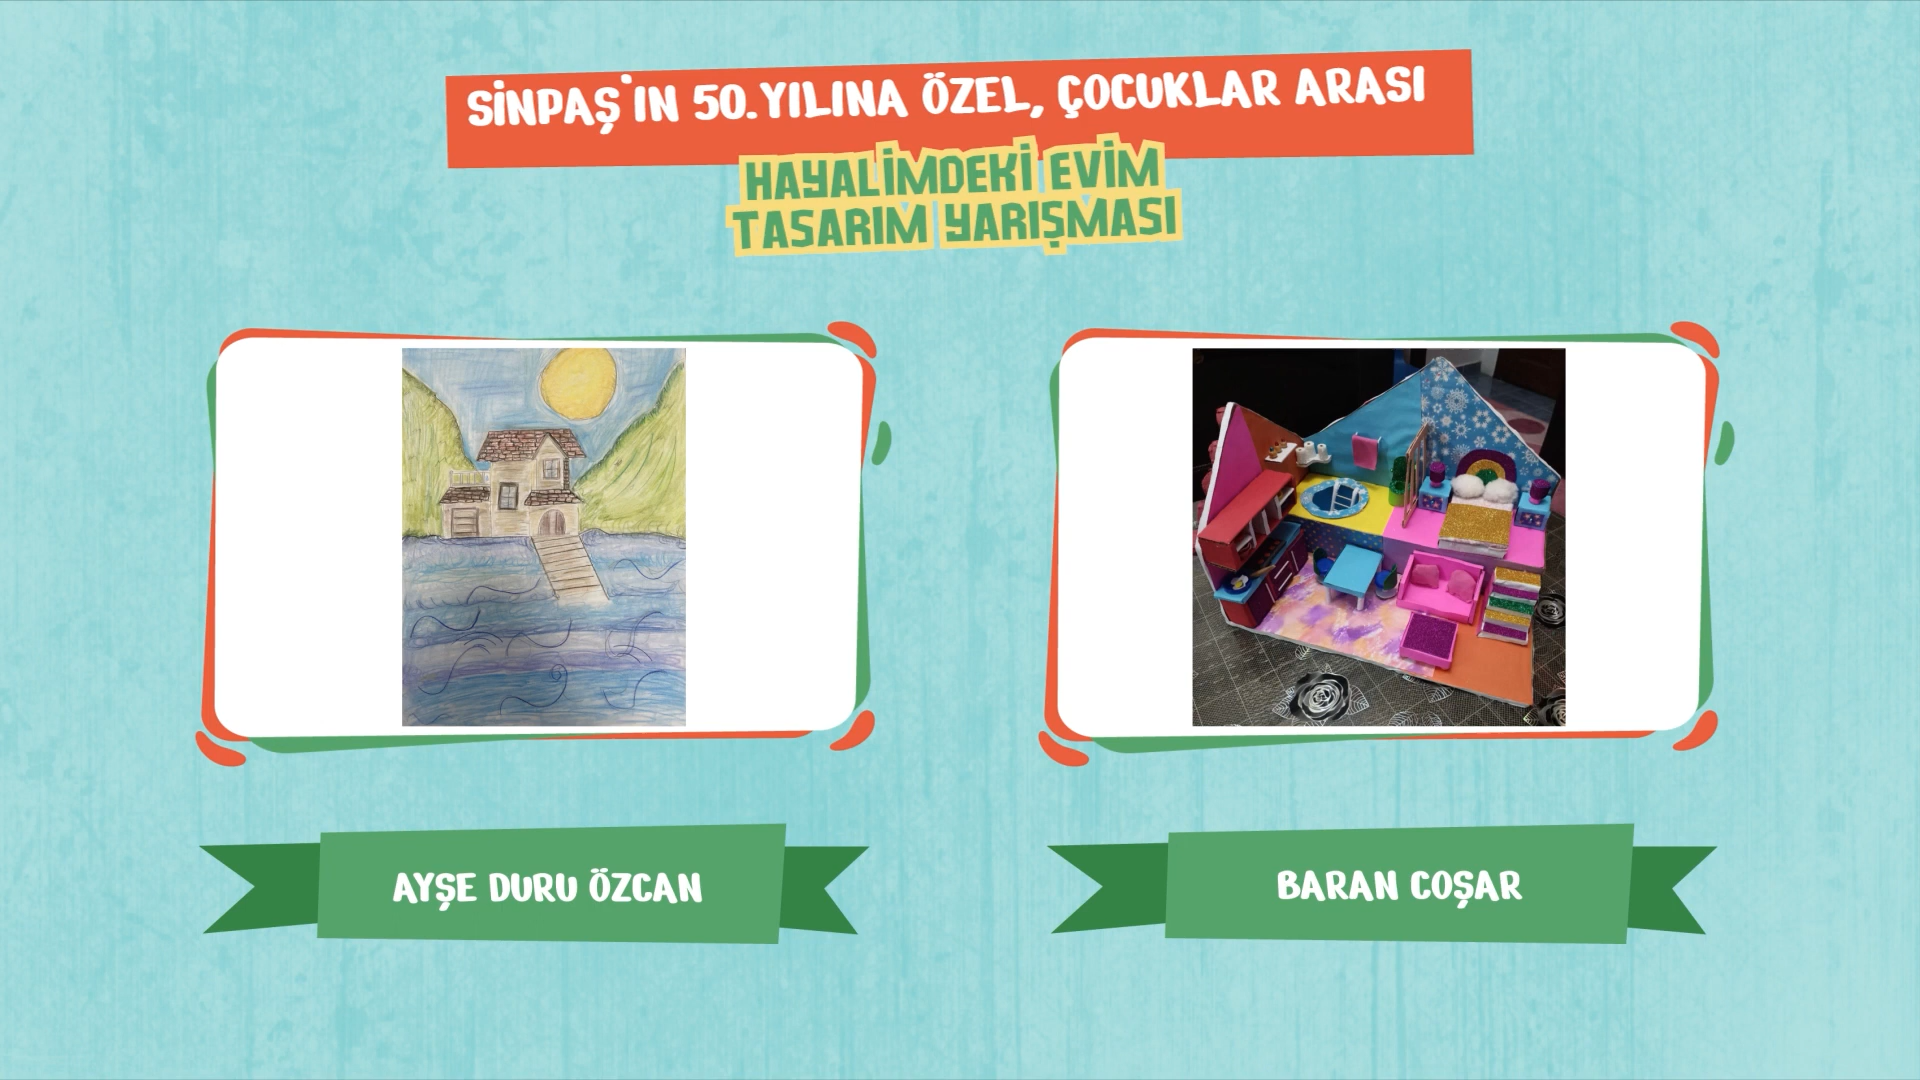 SİNPAŞ'IN 50.YILINA ÖZEL, ÇOCUKLAR ARASI
HAYALİMDEKİ EVİM
TASARIM YARIŞMASI
AYŞE DURU ÖZCAN
BARAN COŞAR